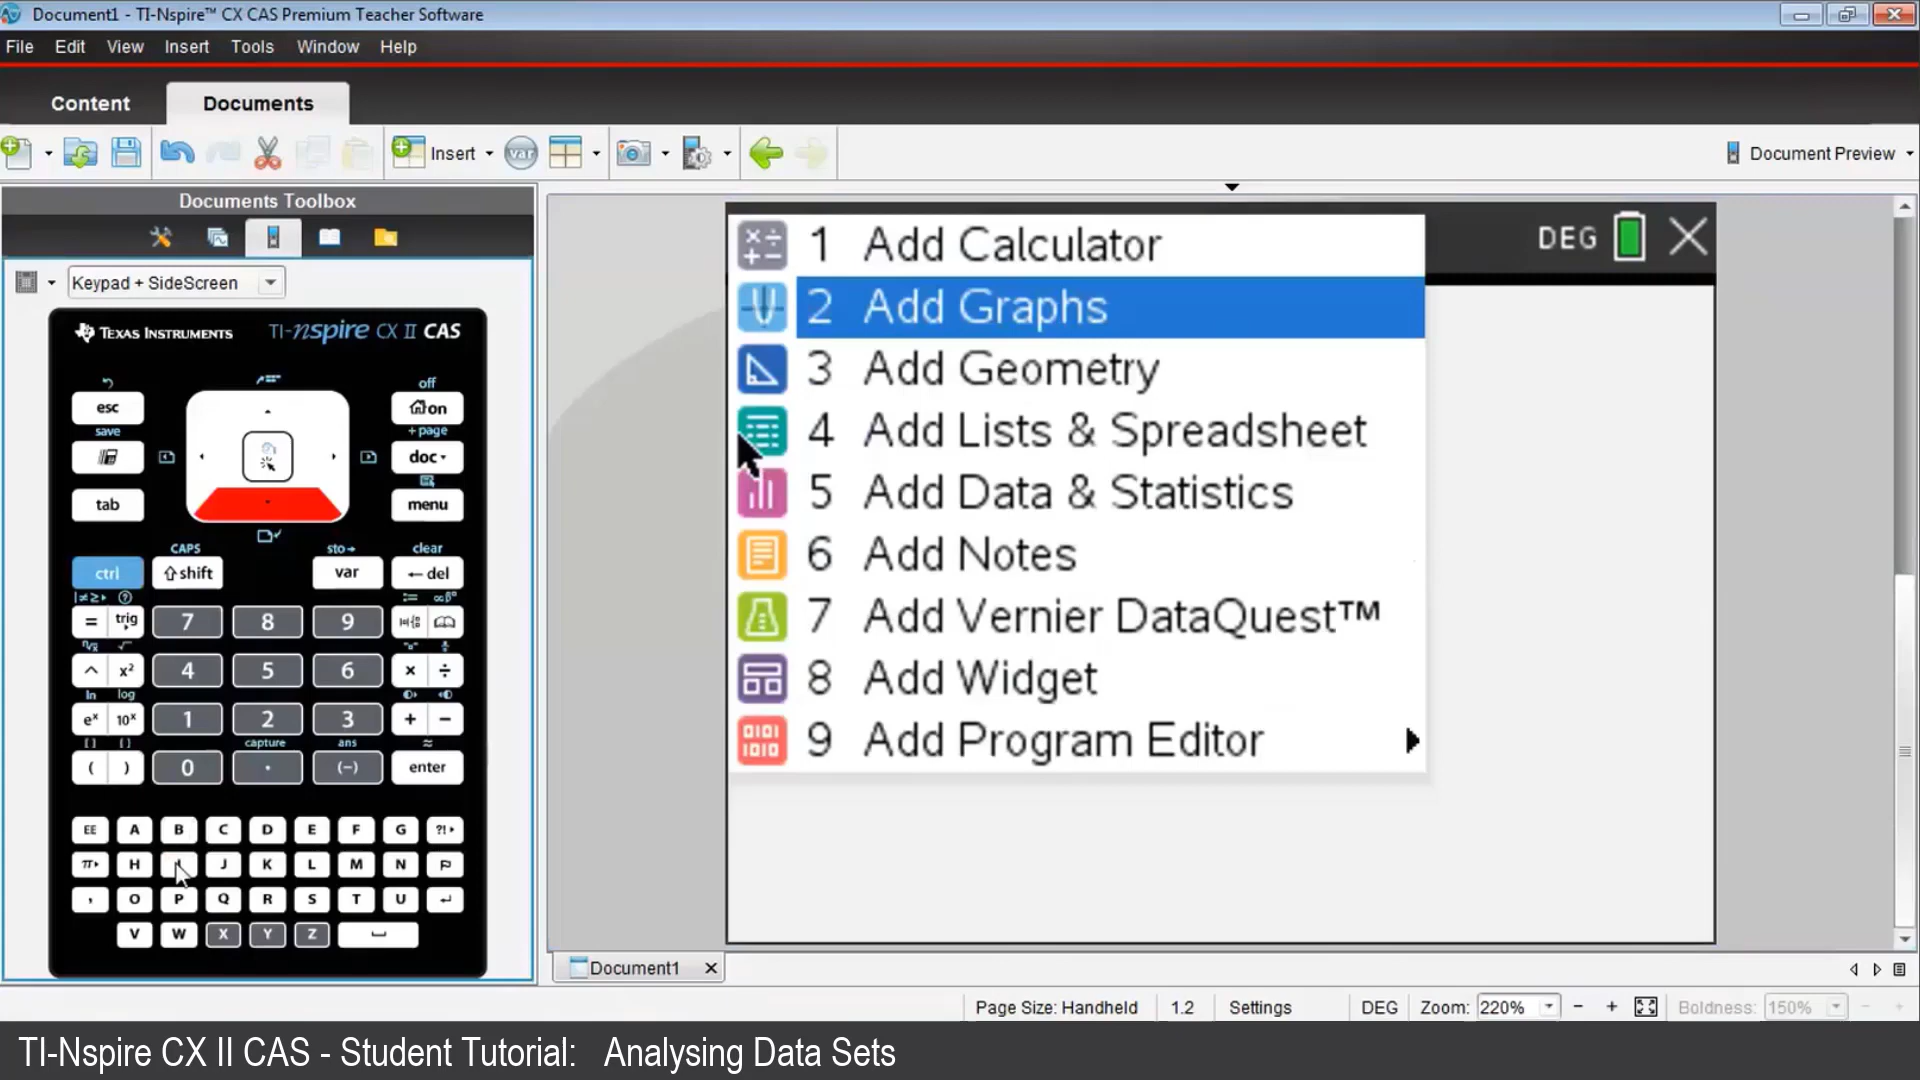 Document1 - TI-Nspire™ CX CAS Premium Teacher Software
File Edit View Insert Tools Window Help
Content Documents
Insert var Document Preview
Documents Toolbox
Keypad + SideScreen
TEXAS INSTRUMENTS TI-nspire CX II CAS
off
esc on
save + page
doc
tab menu
CAPS sto→ clear
ctrl shift var ←del
= trig 7 8 9
^ x² 4 5 6 × ÷
ln log
eˣ 10ˣ 1 2 3 + −
[ ] { } capture ans ≈
( ) 0 . (−) enter
EE A B C D E F G ?!▸
π▸ H I J K L M N
, O P Q R S T U ↵
V W X Y Z
DEG
1 Add Calculator
2 Add Graphs
3 Add Geometry
4 Add Lists & Spreadsheet
5 Add Data & Statistics
6 Add Notes
7 Add Vernier DataQuest™
8 Add Widget
9 Add Program Editor
Document1
Page Size: Handheld 1.2 Settings DEG Zoom: 220% − + Boldness: 150% − +
TI-Nspire CX II CAS - Student Tutorial: Analysing Data Sets